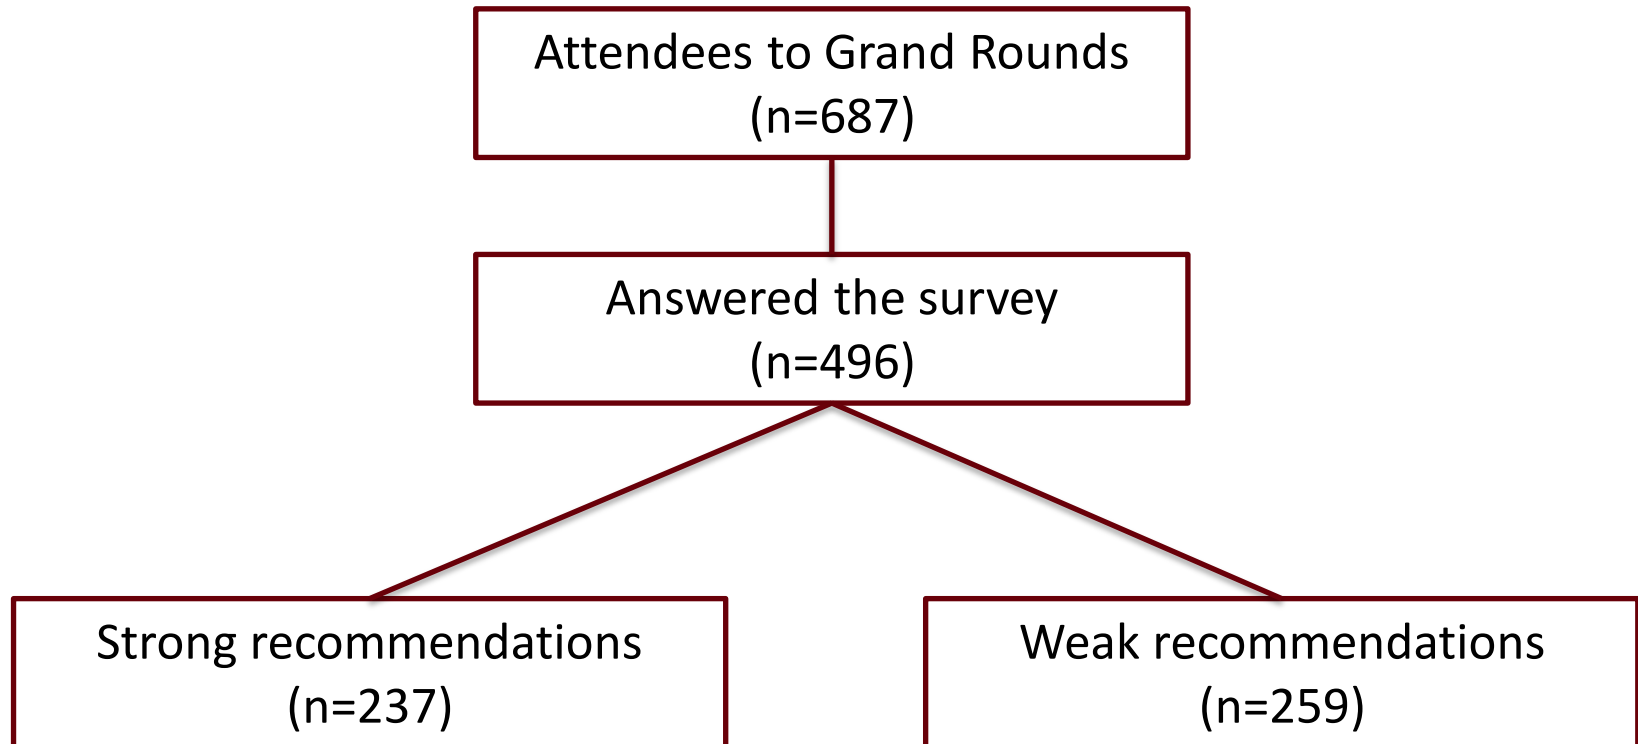 Attendees to Grand Rounds
(n=687)
Answered the survey
(n=496)
Strong recommendations
(n=237)
Weak recommendations
(n=259)